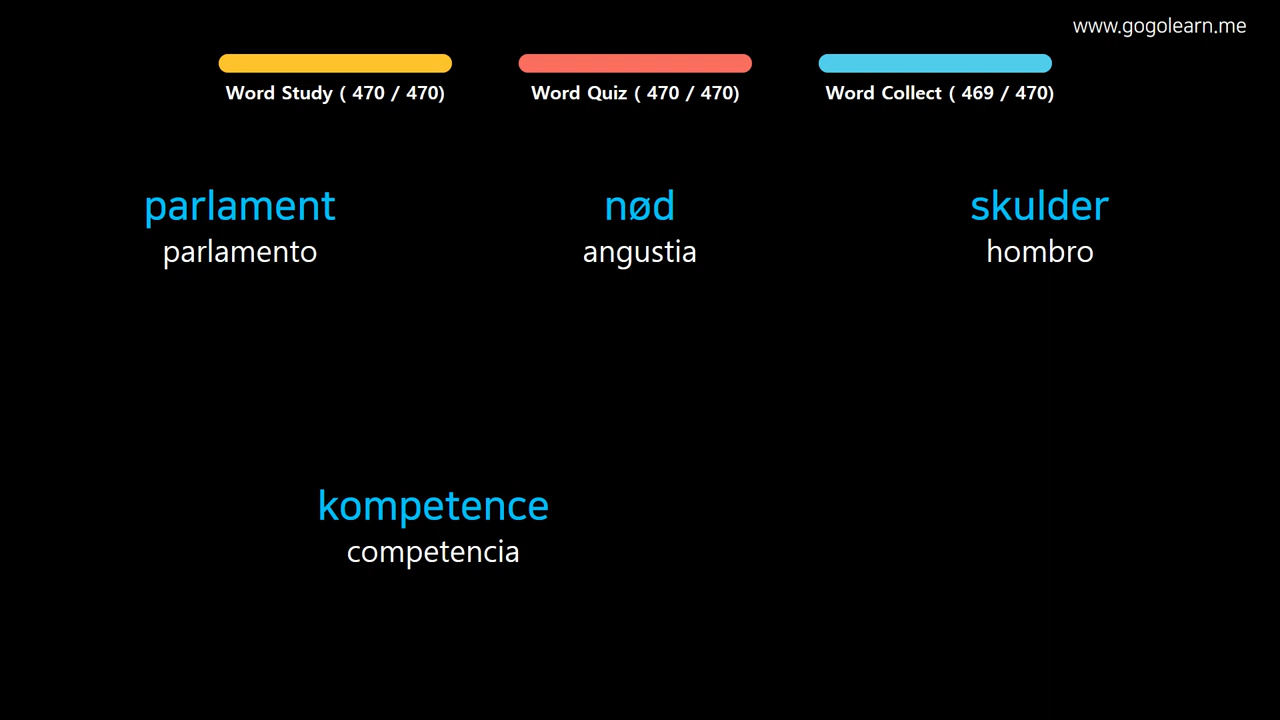 www.gogolearn.me
Word Study ( 470 / 470)
Word Quiz ( 470 / 470)
Word Collect ( 469 / 470)
parlament
parlamento
nød
angustia
skulder
hombro
kompetence
competencia